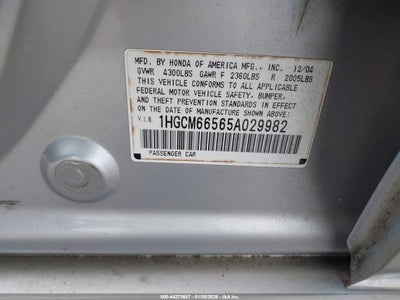 MFD. BY HONDA OF AMERICA MFG., INC. 12/04
GVWR 4300LBS GAWR F 2360LBS R 2005LBS
THIS VEHICLE CONFORMS TO ALL APPLICABLE
FEDERAL MOTOR VEHICLE SAFETY, BUMPER, AND
THEFT PREVENTION STANDARDS IN EFFECT ON
THE DATE OF MANUFACTURE SHOWN ABOVE.
V.I.N. 1HGCM66565A029982
PASSENGER CAR